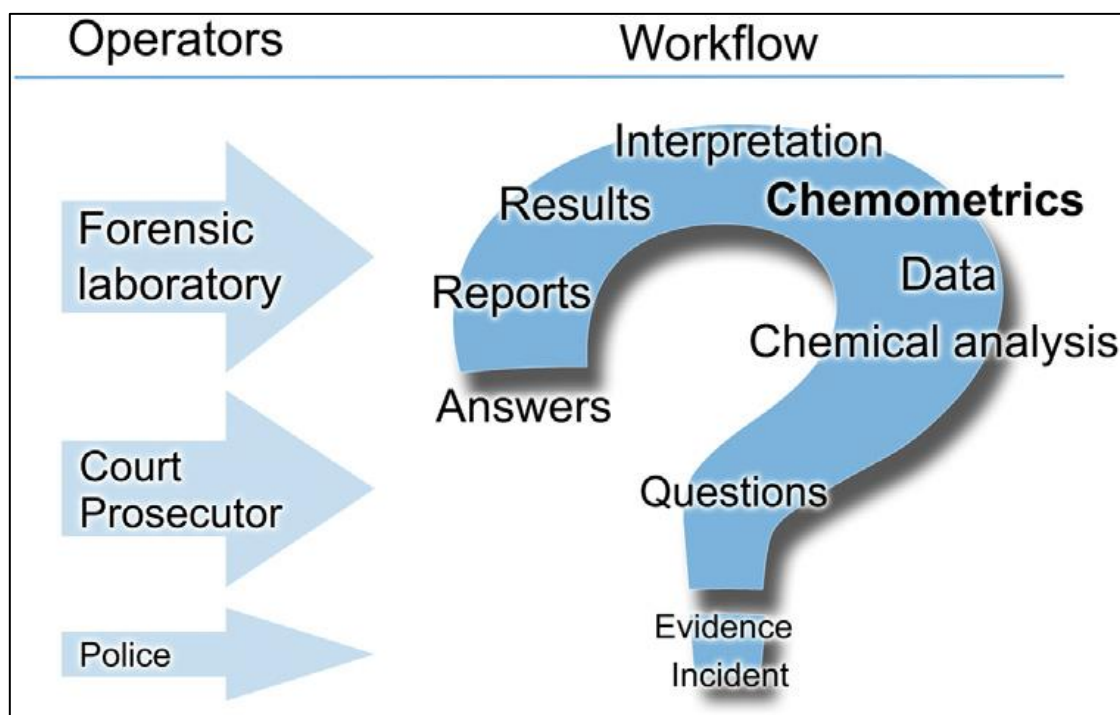 Operators
Workflow
Forensic
laboratory
Court
Prosecutor
Police
Interpretation
Chemometrics
Results
Data
Reports
Chemical analysis
Answers
Questions
Evidence
Incident